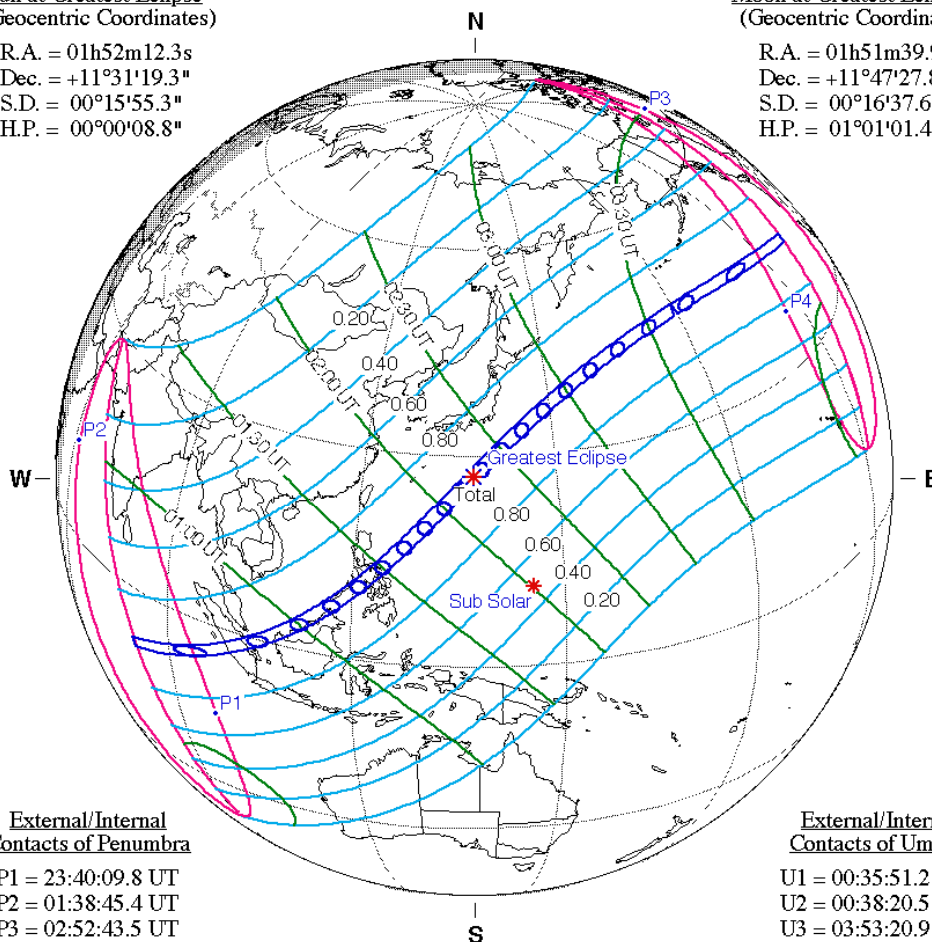 (Geocentric Coordinates)
R.A. = 01h52m12.3s
Dec. = +11°31'19.3"
S.D. = 00°15'55.3"
H.P. = 00°00'08.8"
N
(Geocentric Coordina
R.A. = 01h51m39.
Dec. = +11°47'27.8
S.D. = 00°16'37.6
H.P. = 01°01'01.4
P3
03:30 UT
03:00 UT
P4
02:30 UT
0.20
02:00 UT
0.40
0.60
01:30 UT
0.80
P2
Greatest Eclipse
W
E
Total
01:00 UT
0.80
0.60
0.40
Sub Solar
0.20
P1
External/Internal
Contacts of Penumbra
P1 = 23:40:09.8 UT
P2 = 01:38:45.4 UT
P3 = 02:52:43.5 UT
S
External/Intern
Contacts of Um
U1 = 00:35:51.2
U2 = 00:38:20.5
U3 = 03:53:20.9